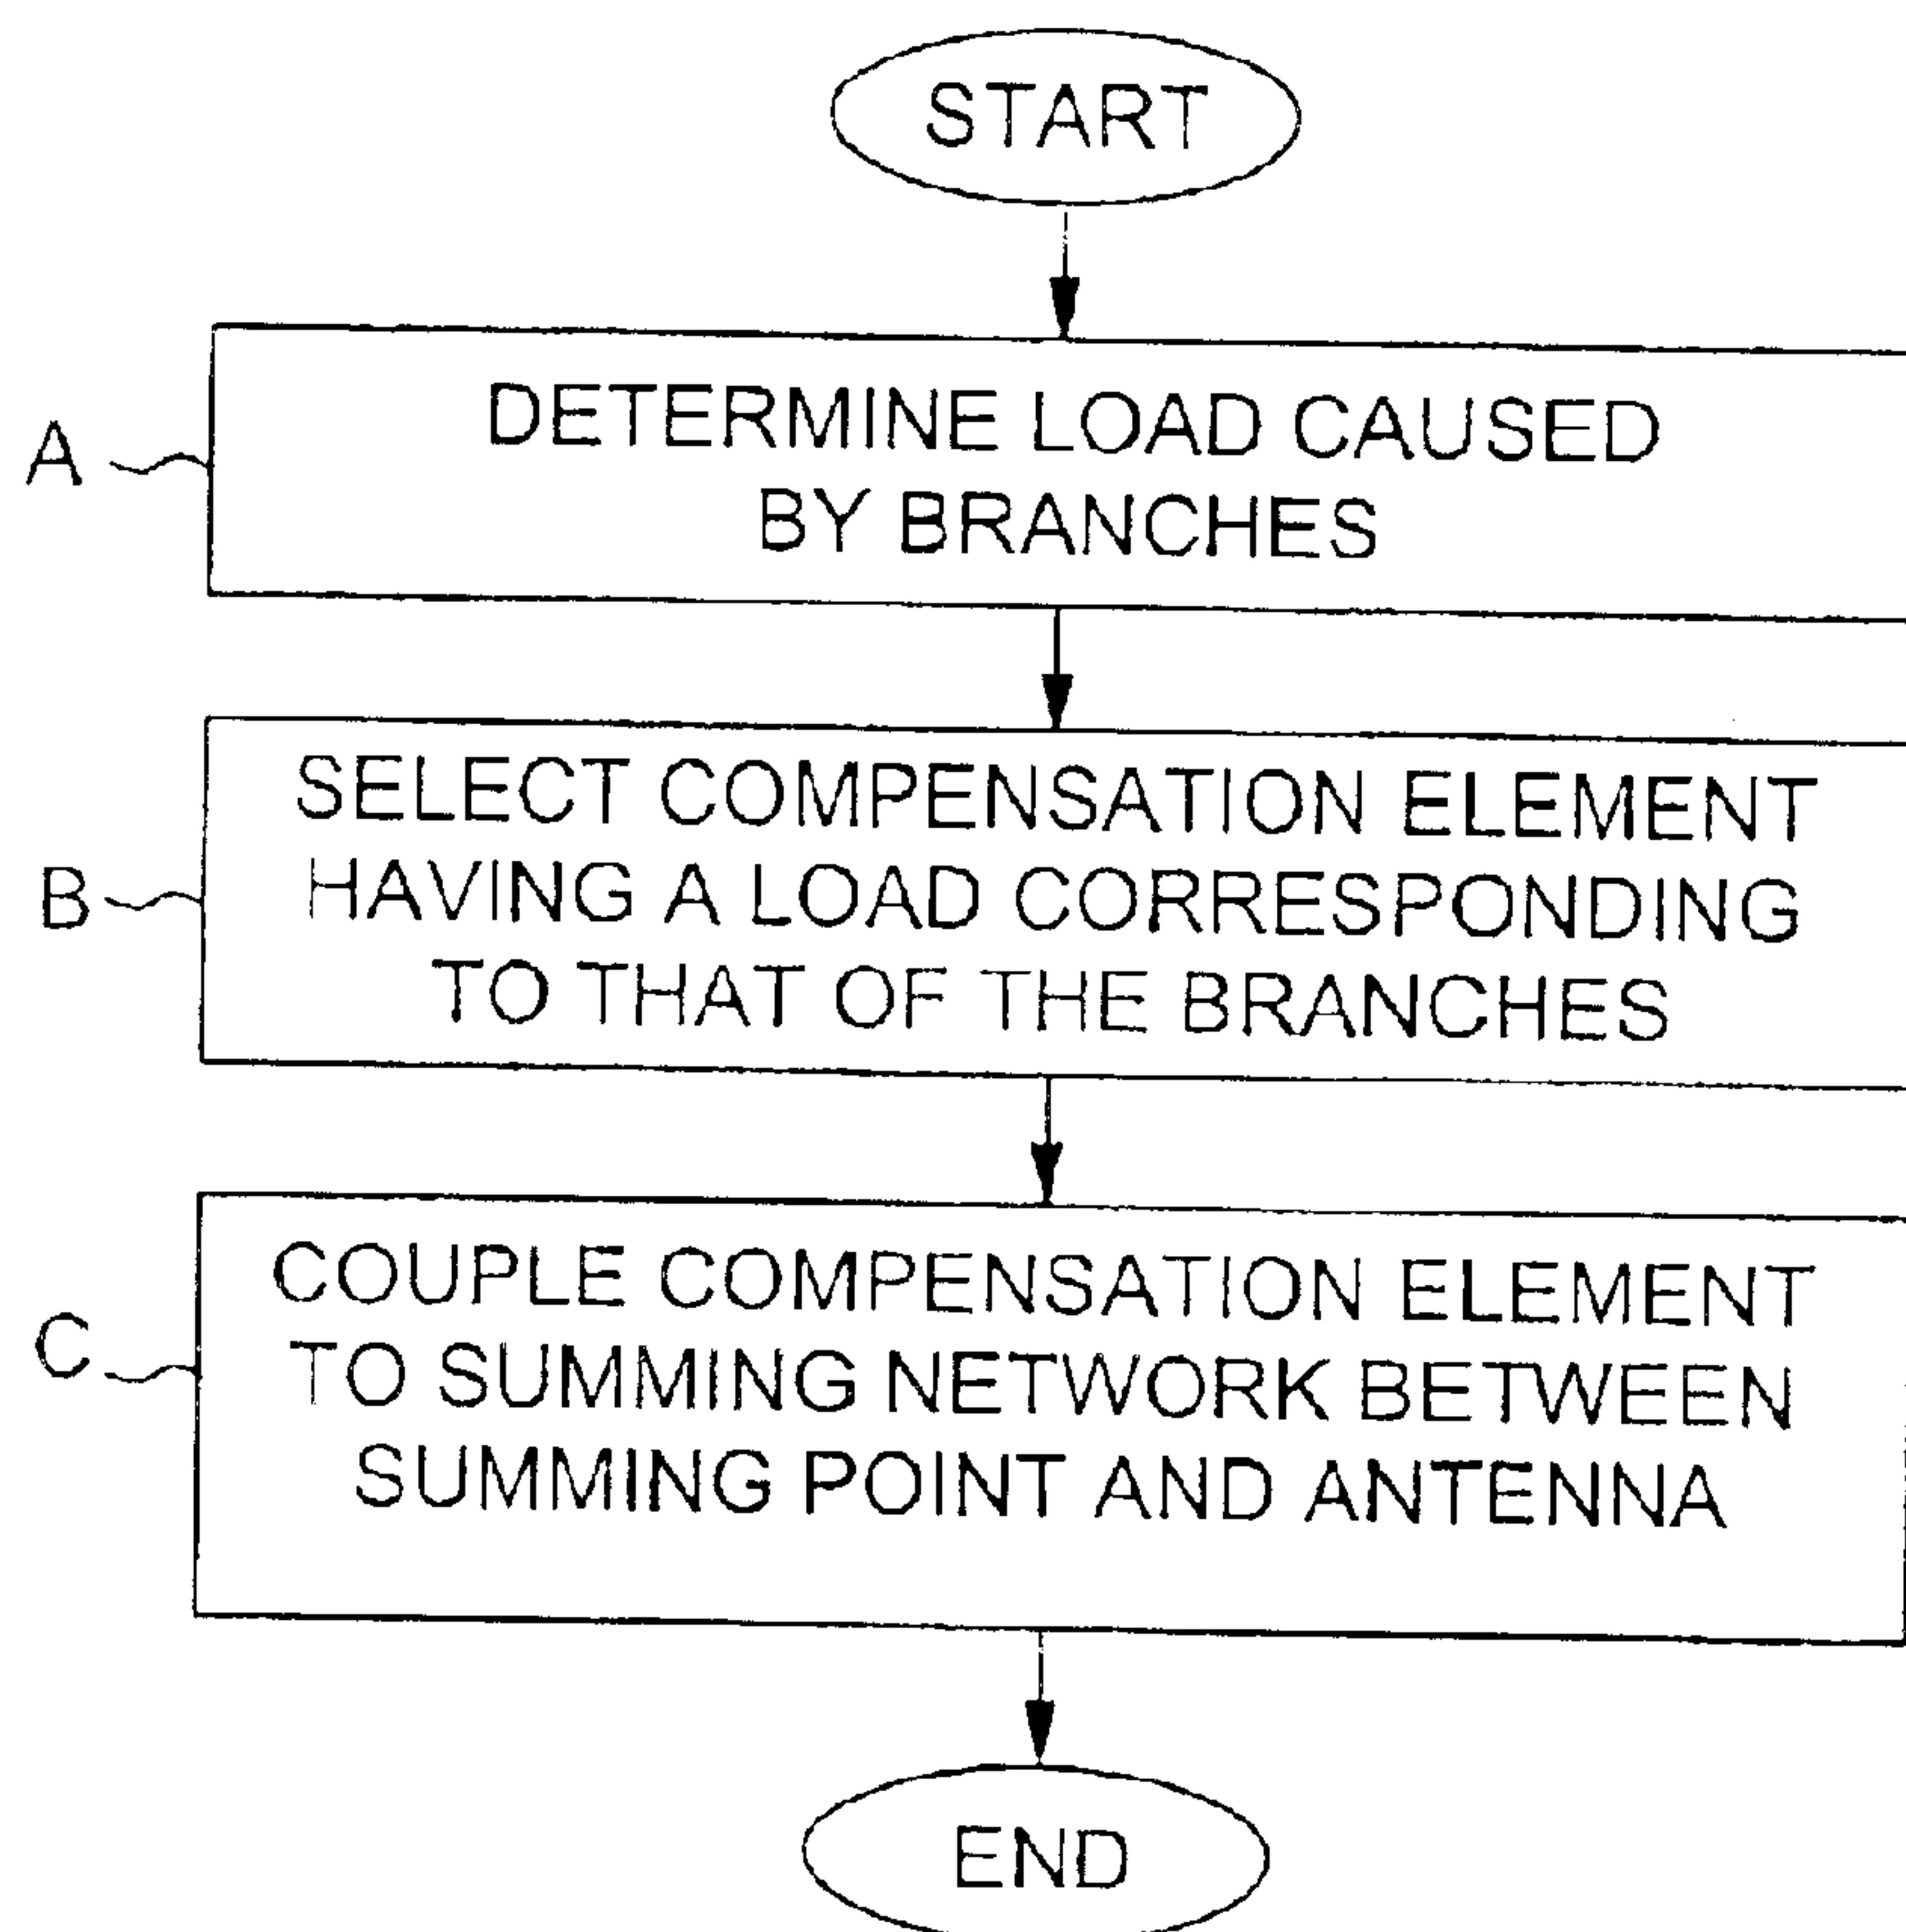 START
A
DETERMINE LOAD CAUSED
BY BRANCHES
B
SELECT COMPENSATION ELEMENT
HAVING A LOAD CORRESPONDING
TO THAT OF THE BRANCHES
C
COUPLE COMPENSATION ELEMENT
TO SUMMING NETWORK BETWEEN
SUMMING POINT AND ANTENNA
END